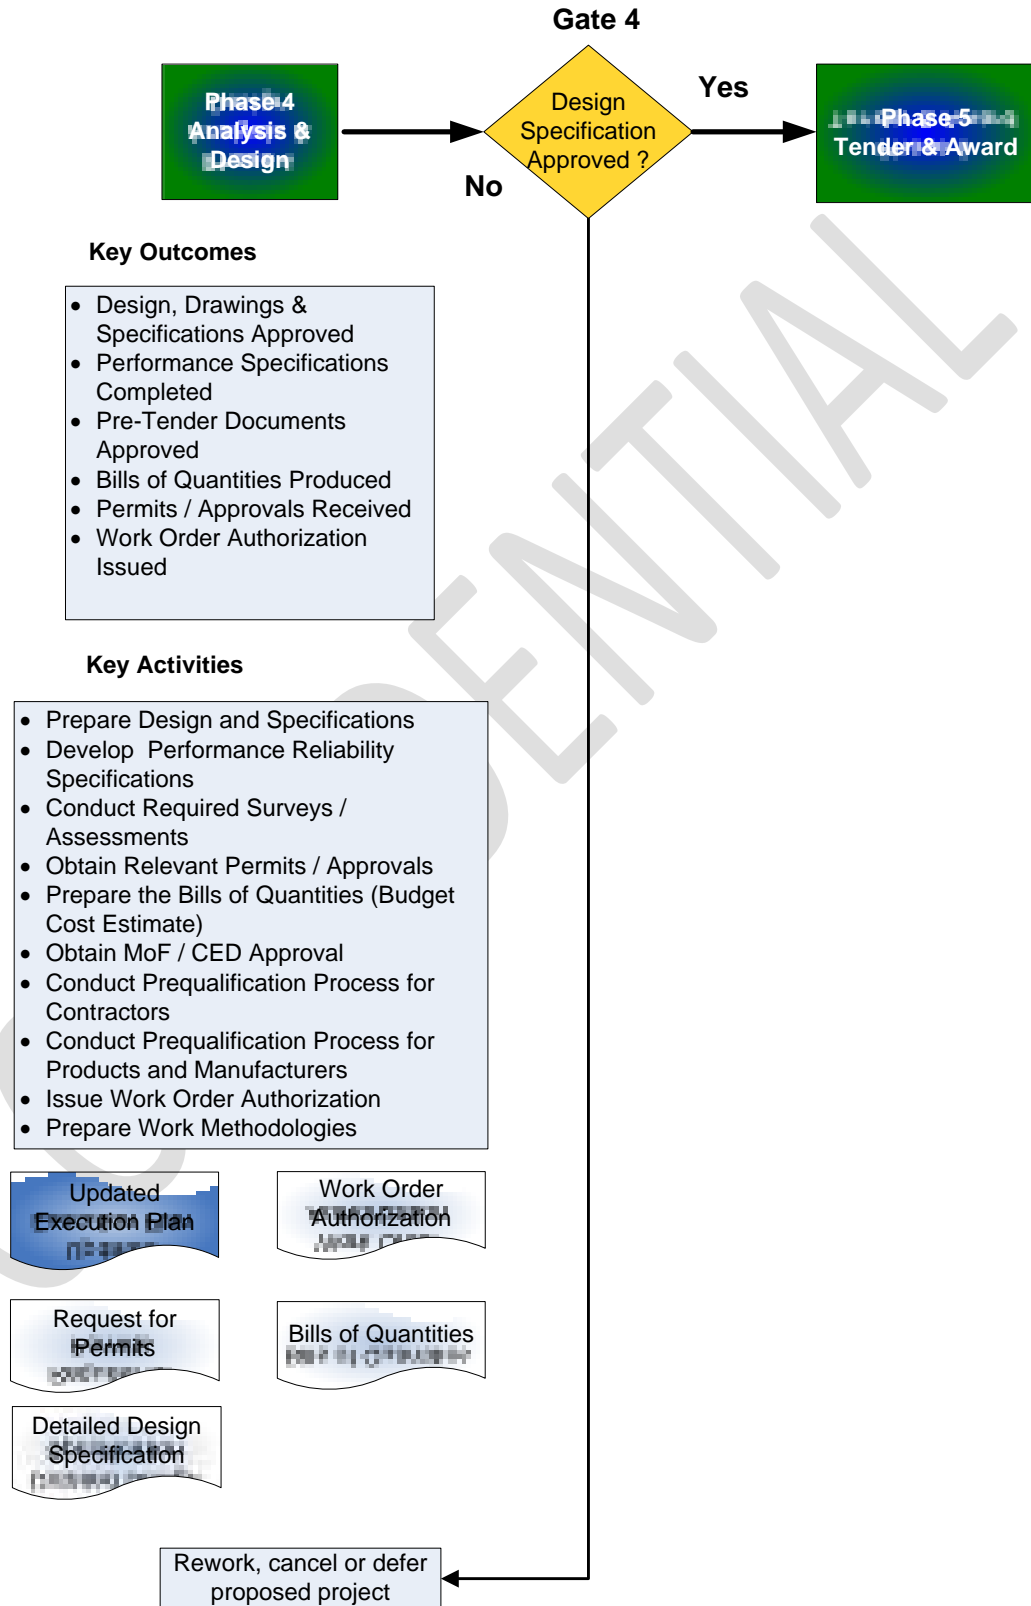 Gate 4
Phase 4
Analysis &
Design
Design
Specification
Approved ?
Yes
No
Phase 5
Tender & Award
Key Outcomes
• Design, Drawings &
Specifications Approved
• Performance Specifications
Completed
• Pre-Tender Documents
Approved
• Bills of Quantities Produced
• Permits / Approvals Received
• Work Order Authorization
Issued
Key Activities
• Prepare Design and Specifications
• Develop  Performance Reliability
Specifications
• Conduct Required Surveys /
Assessments
• Obtain Relevant Permits / Approvals
• Prepare the Bills of Quantities (Budget
Cost Estimate)
• Obtain MoF / CED Approval
• Conduct Prequalification Process for
Contractors
• Conduct Prequalification Process for
Products and Manufacturers
• Issue Work Order Authorization
• Prepare Work Methodologies
Updated
Execution Plan
Work Order
Authorization
Request for
Permits
Bills of Quantities
Detailed Design
Specification
Rework, cancel or defer
proposed project